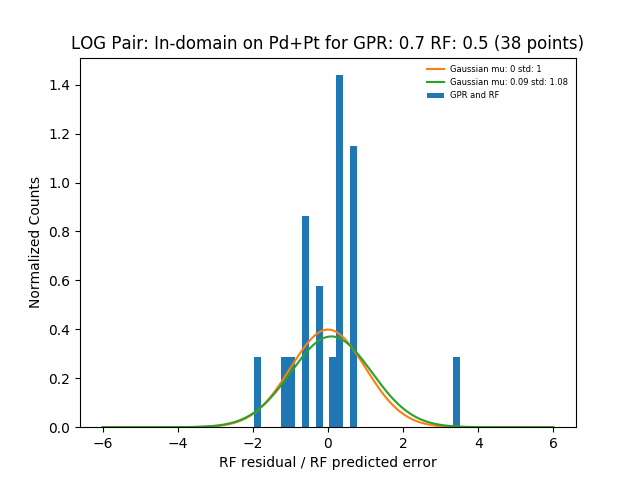 LOG Pair: In-domain on Pd+Pt for GPR: 0.7 RF: 0.5 (38 points)
Gaussian mu: 0 std: 1
Gaussian mu: 0.09 std: 1.08
GPR and RF
Normalized Counts
1.4
1.2
1.0
0.8
0.6
0.4
0.2
0.0
−6 −4 −2 0 2 4 6
RF residual / RF predicted error